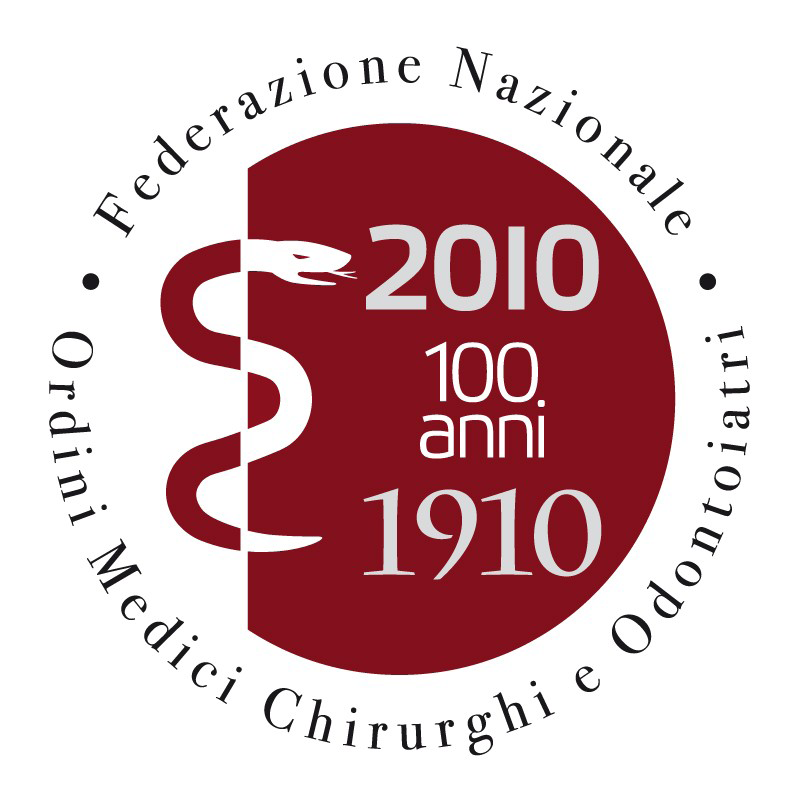 Federazione Nazionale
2010
100
anni
1910
Ordini Medici Chirurghi e Odontoiatri